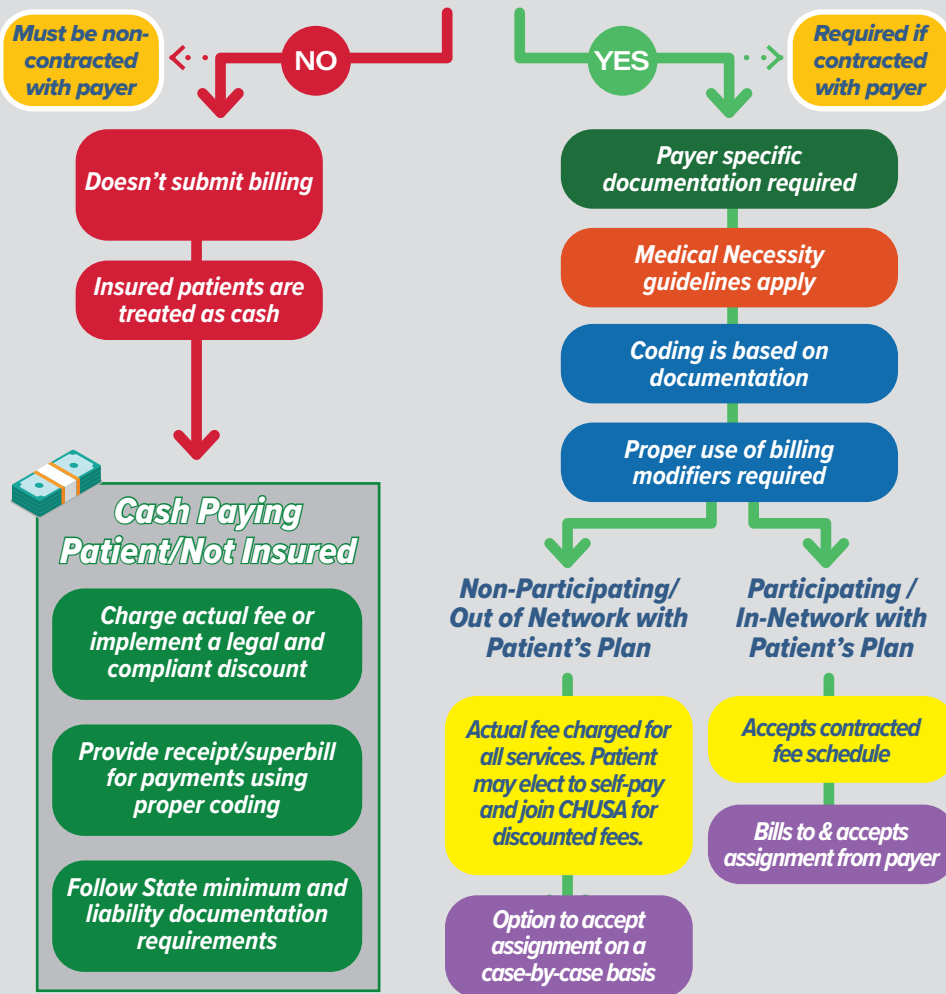 Must be non-
contracted
with payer
NO
YES
Required if
contracted
with payer
Doesn’t submit billing
Insured patients are
treated as cash
Payer specific
documentation required
Medical Necessity
guidelines apply
Coding is based on
documentation
Proper use of billing
modifiers required
Cash Paying
Patient/Not Insured
Charge actual fee or
implement a legal and
compliant discount
Provide receipt/superbill
for payments using
proper coding
Follow State minimum and
liability documentation
requirements
Non-Participating/
Out of Network with
Patient’s Plan
Actual fee charged for
all services. Patient
may elect to self-pay
and join CHUSA for
discounted fees.
Option to accept
assignment on a
case-by-case basis
Participating /
In-Network with
Patient’s Plan
Accepts contracted
fee schedule
Bills to & accepts
assignment from payer